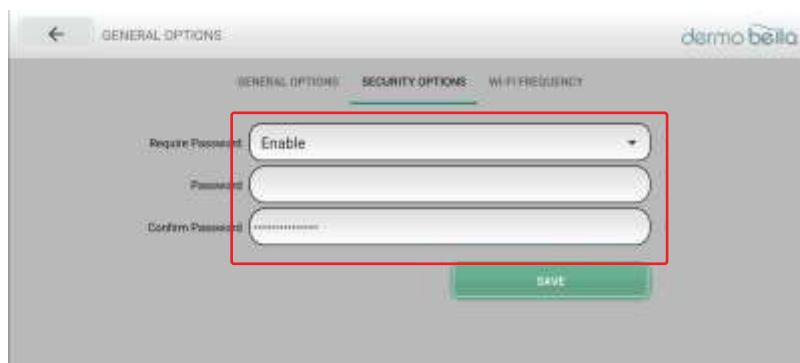 GENERAL OPTIONS
dermo bella
GENERAL OPTIONS SECURITY OPTIONS WI-FI FREQUENCY
Require Password Enable
Password
Confirm Password ••••••••••••••
SAVE